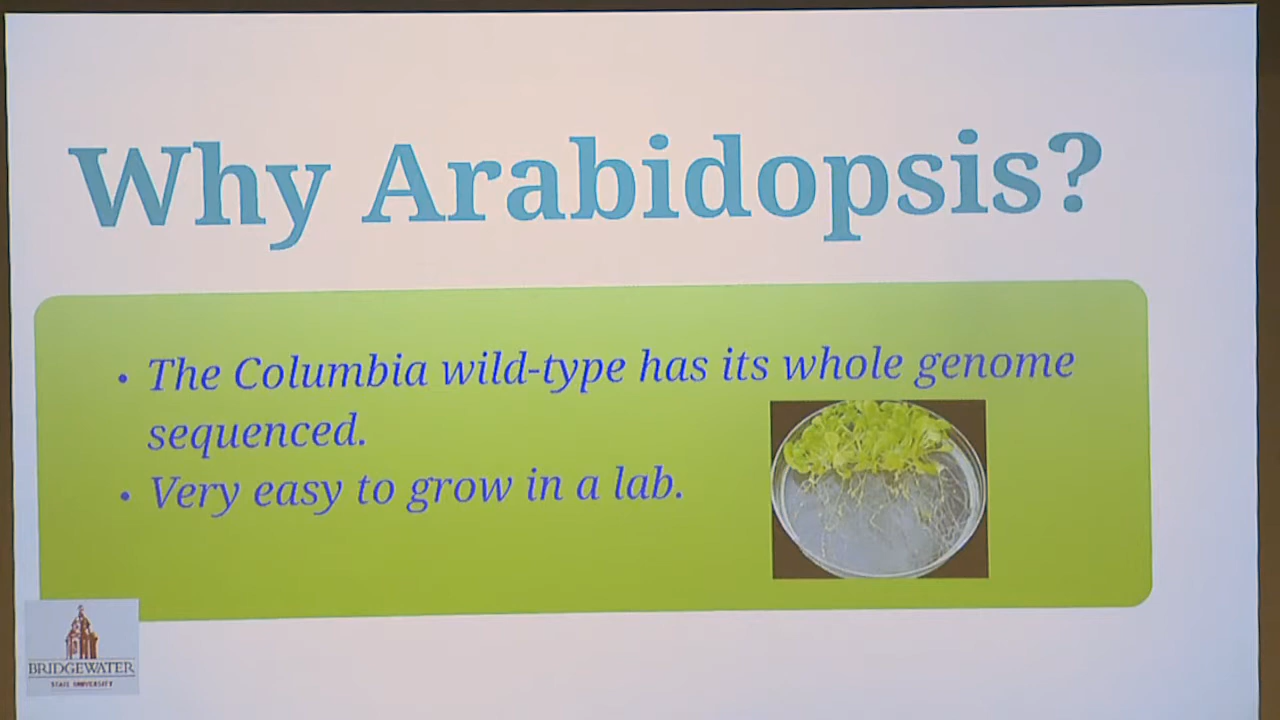 Why Arabidopsis?
• The Columbia wild-type has its whole genome
sequenced.
• Very easy to grow in a lab.
BRIDGEWATER
STATE UNIVERSITY